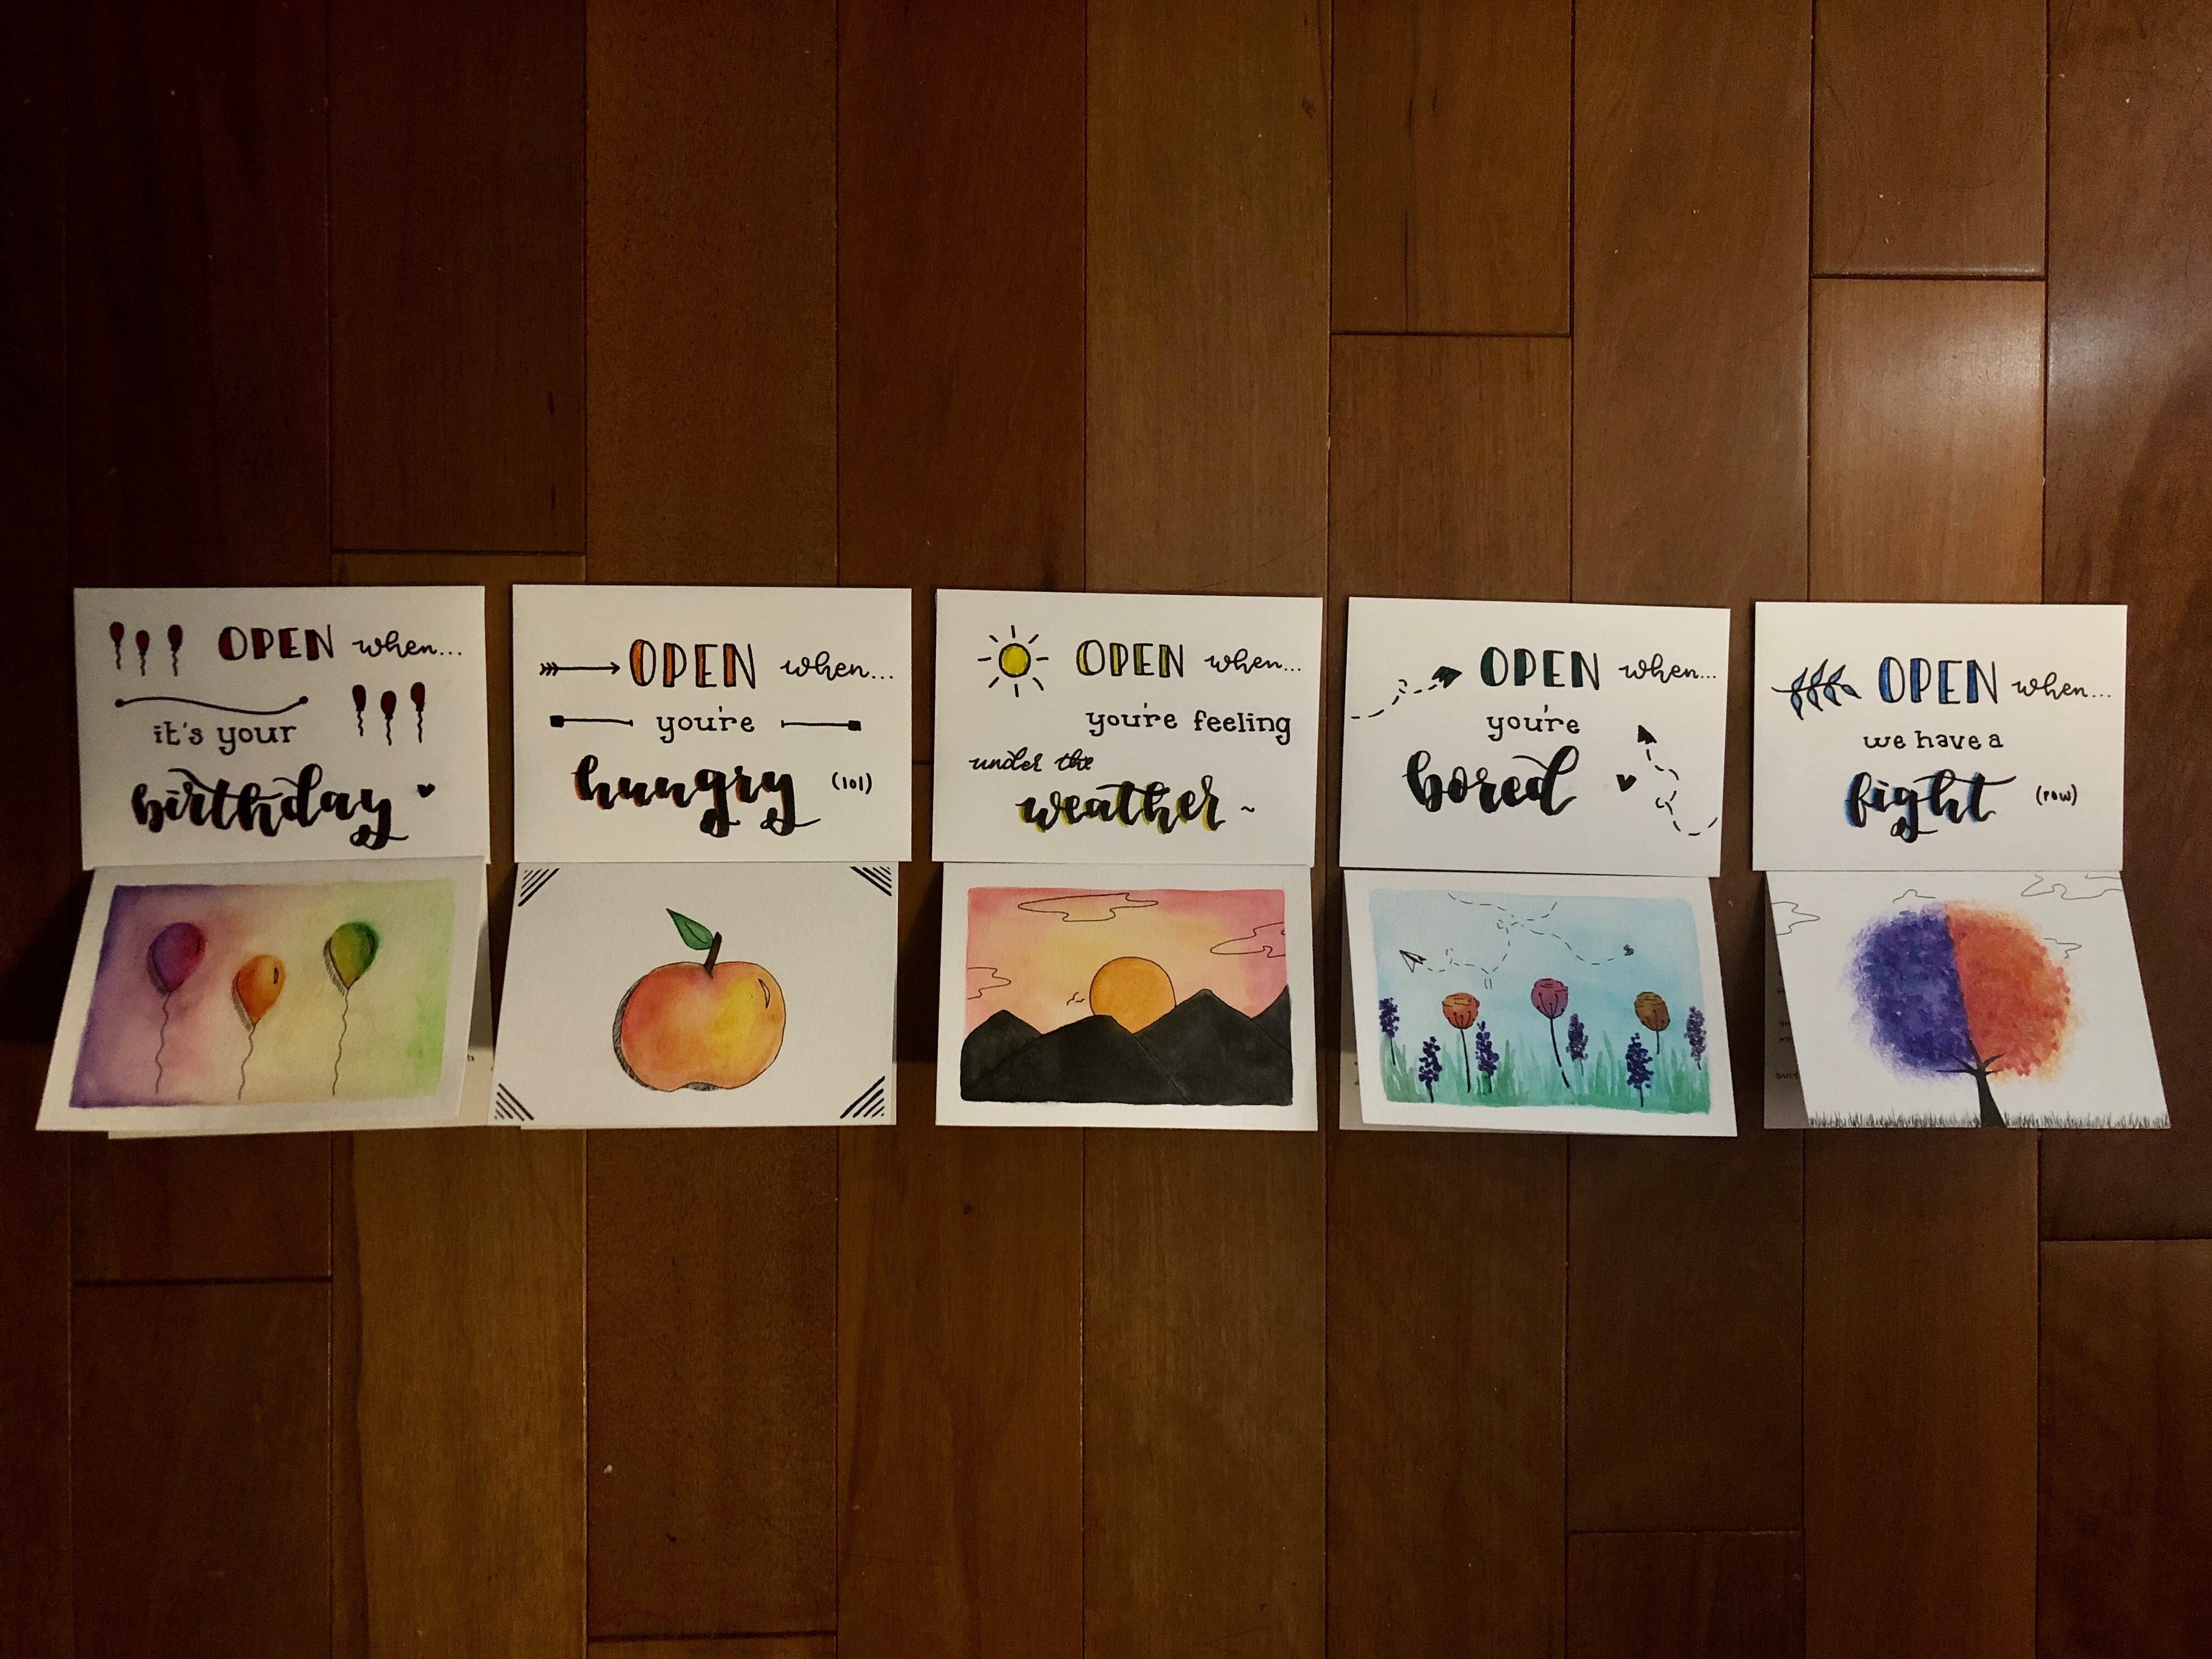 OPEN when...
it's your
birthday
OPEN when...
you're
hungry (lol)
OPEN when...
you're feeling
under the
weather ~
OPEN when...
you're
bored
OPEN when...
we have a
fight (row)